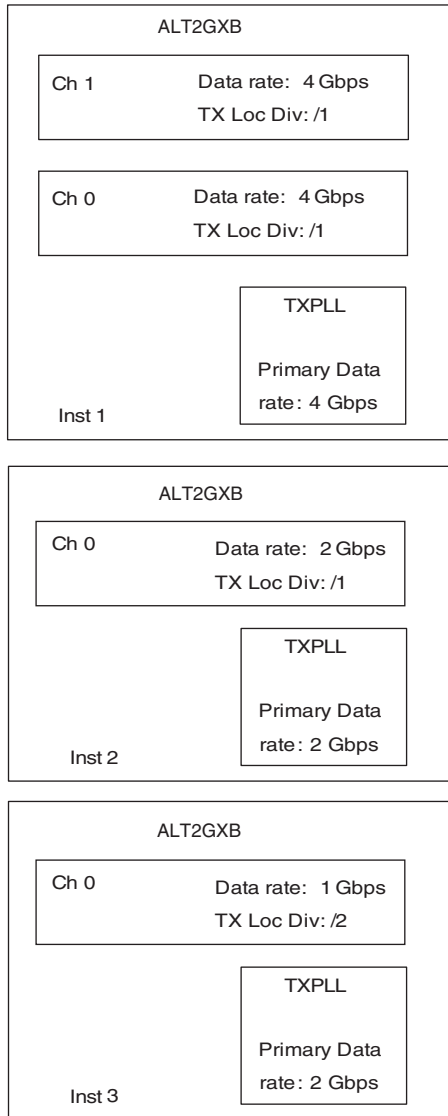 ALT2GXB
Ch 1
Data rate: 4 Gbps
TX Loc Div: /1
Ch 0
Data rate: 4 Gbps
TX Loc Div: /1
TXPLL
Primary Data
rate: 4 Gbps
Inst 1
ALT2GXB
Ch 0
Data rate: 2 Gbps
TX Loc Div: /1
TXPLL
Primary Data
rate: 2 Gbps
Inst 2
ALT2GXB
Ch 0
Data rate: 1 Gbps
TX Loc Div: /2
TXPLL
Primary Data
rate: 2 Gbps
Inst 3